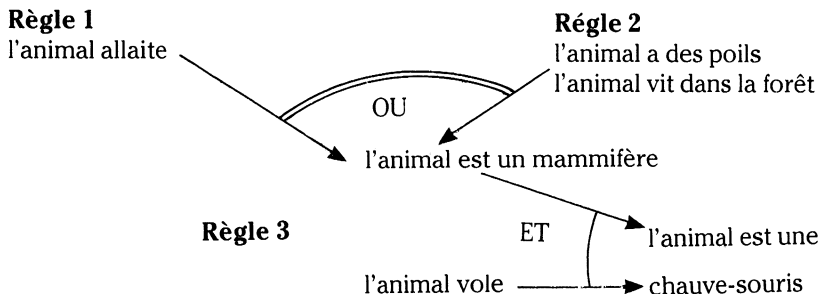 Règle 1
l'animal allaite
Régle 2
l'animal a des poils
l'animal vit dans la forêt
OU
l'animal est un mammifère
Règle 3
ET
l'animal est une
l'animal vole
chauve-souris